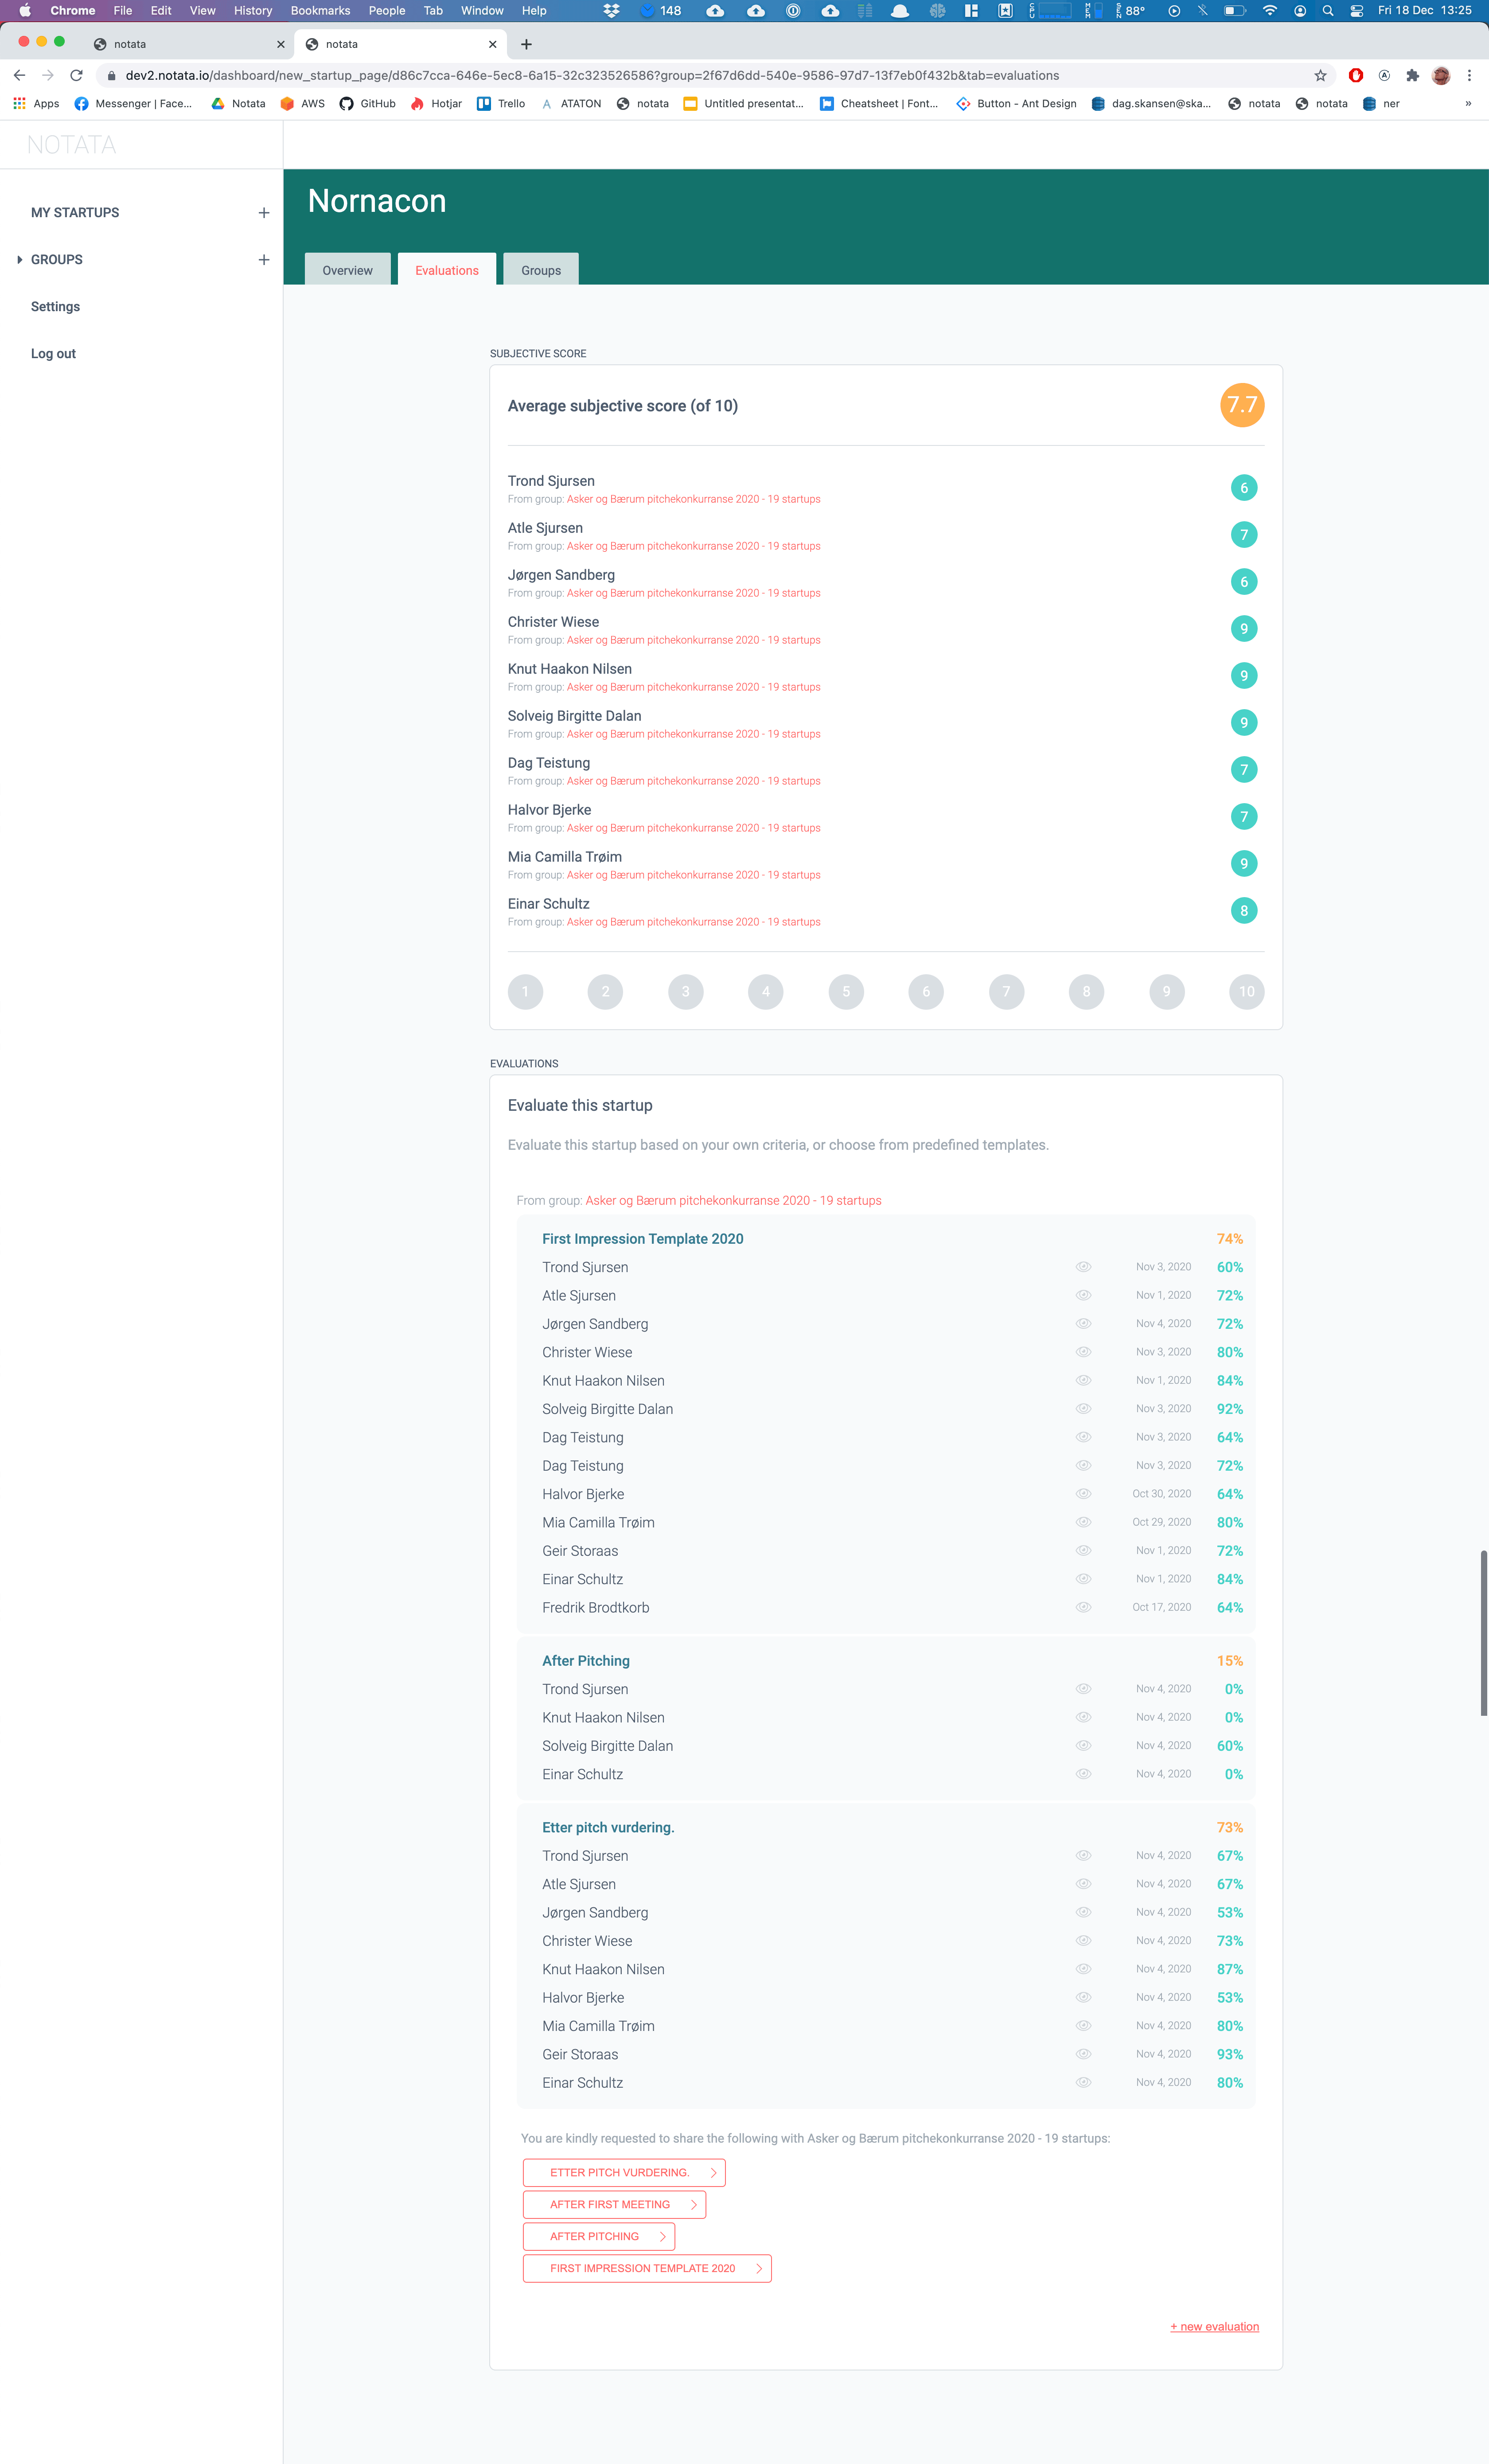 Chrome File Edit View History Bookmarks People Tab Window Help 148 88° Fri 18 Dec 13:25
notata notata
dev2.notata.io/dashboard/new_startup_page/d86c7cca-646e-5ec8-6a15-32c323526586?group=2f67d6dd-540e-9586-97d7-13f7eb0f432b&tab=evaluations
Apps Messenger | Face... Notata AWS GitHub Hotjar Trello ATATON notata Untitled presentat... Cheatsheet | Font... Button - Ant Design dag.skansen@ska... notata notata ner »
NOTATA
MY STARTUPS +
GROUPS +
Settings
Log out
Nornacon
Overview Evaluations Groups
SUBJECTIVE SCORE
Average subjective score (of 10) 7.7
Trond Sjursen 6
From group: Asker og Bærum pitchekonkurranse 2020 - 19 startups
Atle Sjursen 7
From group: Asker og Bærum pitchekonkurranse 2020 - 19 startups
Jørgen Sandberg 6
From group: Asker og Bærum pitchekonkurranse 2020 - 19 startups
Christer Wiese 9
From group: Asker og Bærum pitchekonkurranse 2020 - 19 startups
Knut Haakon Nilsen 9
From group: Asker og Bærum pitchekonkurranse 2020 - 19 startups
Solveig Birgitte Dalan 9
From group: Asker og Bærum pitchekonkurranse 2020 - 19 startups
Dag Teistung 7
From group: Asker og Bærum pitchekonkurranse 2020 - 19 startups
Halvor Bjerke 7
From group: Asker og Bærum pitchekonkurranse 2020 - 19 startups
Mia Camilla Trøim 9
From group: Asker og Bærum pitchekonkurranse 2020 - 19 startups
Einar Schultz 8
From group: Asker og Bærum pitchekonkurranse 2020 - 19 startups
1 2 3 4 5 6 7 8 9 10
EVALUATIONS
Evaluate this startup
Evaluate this startup based on your own criteria, or choose from predefined templates.
From group: Asker og Bærum pitchekonkurranse 2020 - 19 startups
First Impression Template 2020 74%
Trond Sjursen Nov 3, 2020 60%
Atle Sjursen Nov 1, 2020 72%
Jørgen Sandberg Nov 4, 2020 72%
Christer Wiese Nov 3, 2020 80%
Knut Haakon Nilsen Nov 1, 2020 84%
Solveig Birgitte Dalan Nov 3, 2020 92%
Dag Teistung Nov 3, 2020 64%
Dag Teistung Nov 3, 2020 72%
Halvor Bjerke Oct 30, 2020 64%
Mia Camilla Trøim Oct 29, 2020 80%
Geir Storaas Nov 1, 2020 72%
Einar Schultz Nov 1, 2020 84%
Fredrik Brodtkorb Oct 17, 2020 64%
After Pitching 15%
Trond Sjursen Nov 4, 2020 0%
Knut Haakon Nilsen Nov 4, 2020 0%
Solveig Birgitte Dalan Nov 4, 2020 60%
Einar Schultz Nov 4, 2020 0%
Etter pitch vurdering. 73%
Trond Sjursen Nov 4, 2020 67%
Atle Sjursen Nov 4, 2020 67%
Jørgen Sandberg Nov 4, 2020 53%
Christer Wiese Nov 4, 2020 73%
Knut Haakon Nilsen Nov 4, 2020 87%
Halvor Bjerke Nov 4, 2020 53%
Mia Camilla Trøim Nov 4, 2020 80%
Geir Storaas Nov 4, 2020 93%
Einar Schultz Nov 4, 2020 80%
You are kindly requested to share the following with Asker og Bærum pitchekonkurranse 2020 - 19 startups:
ETTER PITCH VURDERING.
AFTER FIRST MEETING
AFTER PITCHING
FIRST IMPRESSION TEMPLATE 2020
+ new evaluation